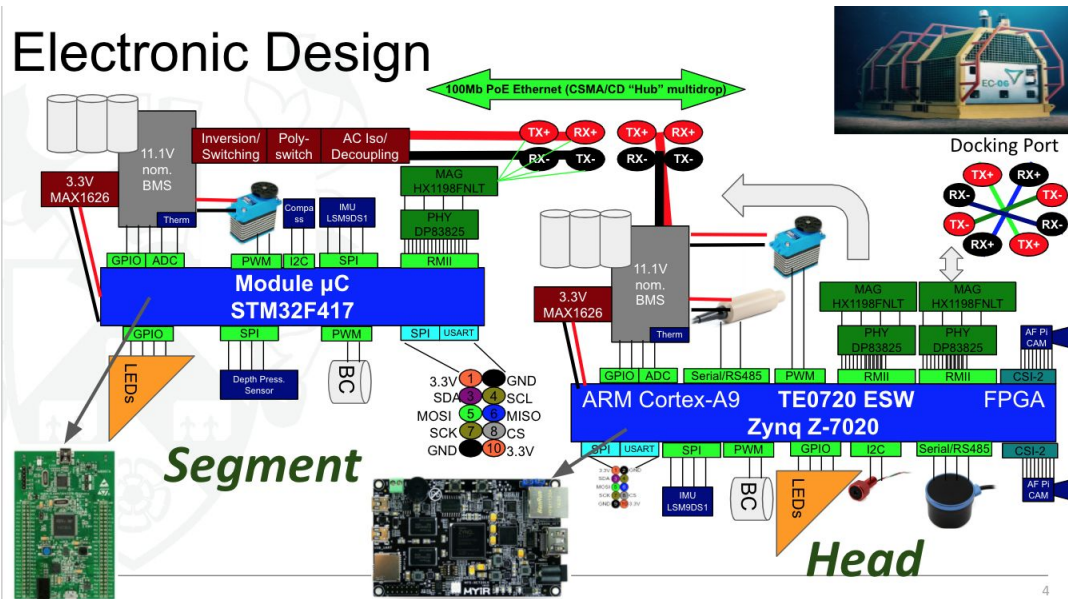 Electronic Design
100Mb PoE Ethernet (CSMA/CD “Hub” multidrop)
EC-06
Docking Port
TX+
RX+
RX-
TX-
TX-
RX-
RX+
TX+
11.1V
nom.
BMS
Therm
Inversion/
Switching
Poly-
switch
AC Iso/
Decoupling
TX+
RX+
RX-
TX-
TX+
RX+
RX-
TX-
3.3V
MAX1626
Compa
ss
IMU
LSM9DS1
MAG
HX1198FNLT
PHY
DP83825
GPIO
ADC
PWM
I2C
SPI
RMII
Module µC
STM32F417
GPIO
SPI
PWM
SPI
USART
LEDs
Depth Press.
Sensor
BC
3.3V 1 GND
SDA 3 4 SCL
MOSI 5 6 MISO
SCK 7 8 CS
GND 10 3.3V
Segment
11.1V
nom.
BMS
Therm
3.3V
MAX1626
MAG
HX1198FNLT
MAG
HX1198FNLT
PHY
DP83825
PHY
DP83825
AF Pi
CAM
GPIO
ADC
Serial/RS485
PWM
RMII
RMII
CSI-2
ARM Cortex-A9
TE0720 ESW
FPGA
Zynq Z-7020
SPI
USART
SPI
PWM
GPIO
I2C
Serial/RS485
CSI-2
IMU
LSM9DS1
BC
LEDs
AF Pi
CAM
MYIR
Head
4